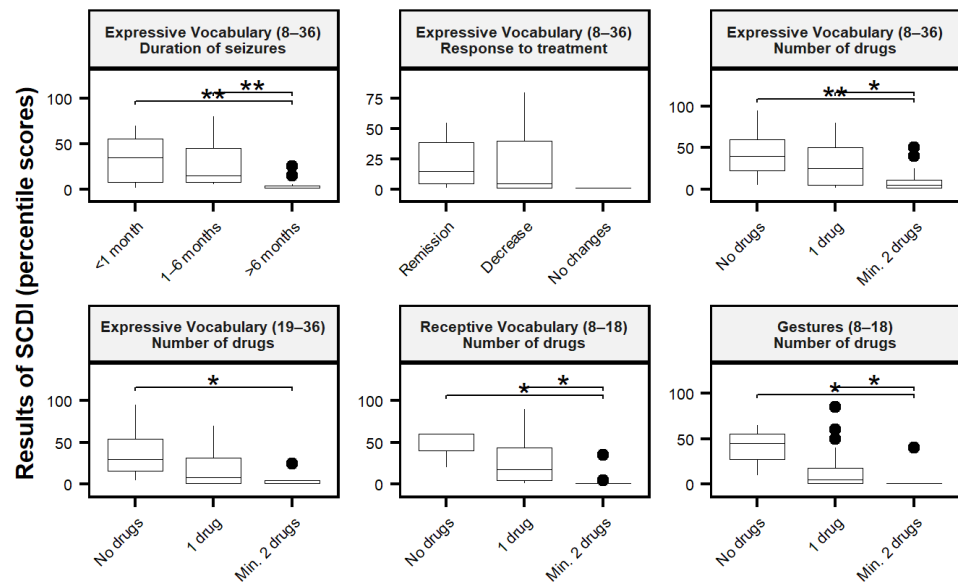 Results of SCDI (percentile scores)
Expressive Vocabulary (8–36)
Duration of seizures
100
50
0
** **
<1 month
1–6 months
>6 months
Expressive Vocabulary (8–36)
Response to treatment
75
50
25
0
Remission
Decrease
No changes
Expressive Vocabulary (8–36)
Number of drugs
100
50
0
** *
No drugs
1 drug
Min. 2 drugs
Expressive Vocabulary (19–36)
Number of drugs
100
50
0
*
No drugs
1 drug
Min. 2 drugs
Receptive Vocabulary (8–18)
Number of drugs
100
50
0
* *
No drugs
1 drug
Min. 2 drugs
Gestures (8–18)
Number of drugs
100
50
0
* *
No drugs
1 drug
Min. 2 drugs